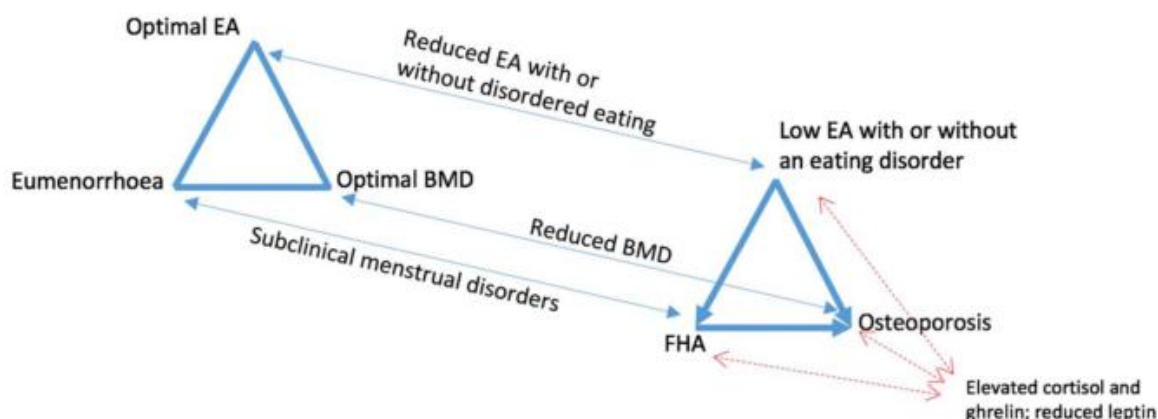 Optimal EA
Reduced EA with or
without disordered eating
Low EA with or without
an eating disorder
Eumenorrhoea
Optimal BMD
Reduced BMD
Subclinical menstrual disorders
FHA
Osteoporosis
Elevated cortisol and
ghrelin; reduced leptin